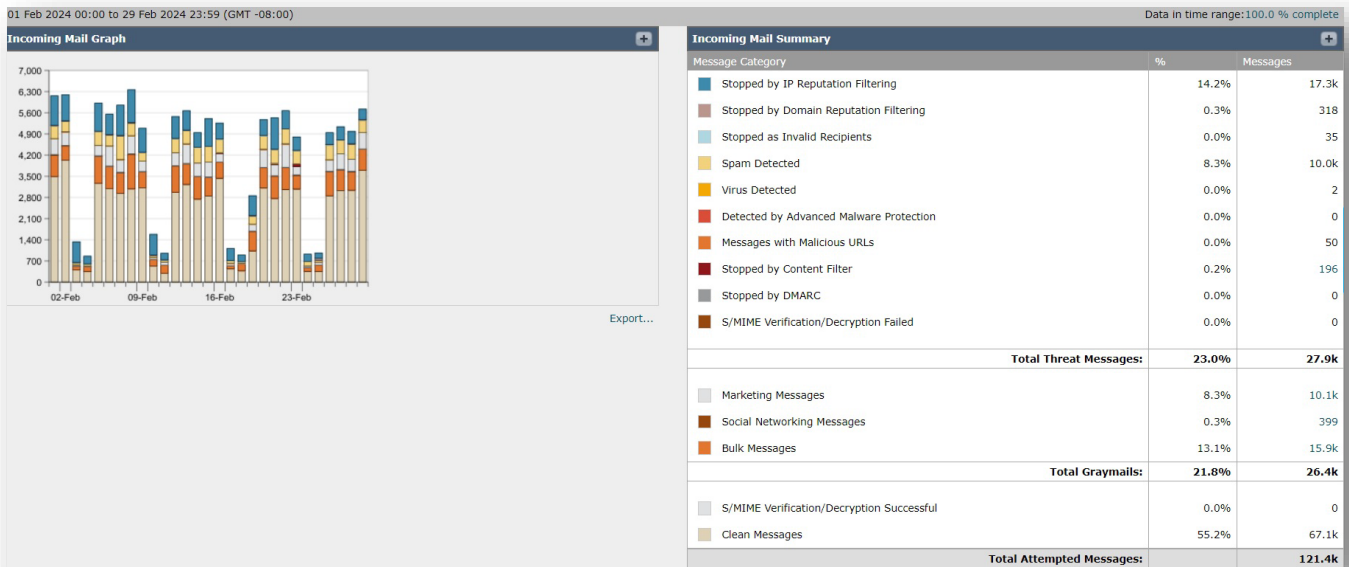 01 Feb 2024 00:00 to 29 Feb 2024 23:59 (GMT -08:00)
Data in time range:100.0 % complete
Incoming Mail Graph
7,000
6,300
5,600
4,900
4,200
3,500
2,800
2,100
1,400
700
0
02-Feb 09-Feb 16-Feb 23-Feb
Export...
Incoming Mail Summary
Message Category % Messages
Stopped by IP Reputation Filtering 14.2% 17.3k
Stopped by Domain Reputation Filtering 0.3% 318
Stopped as Invalid Recipients 0.0% 35
Spam Detected 8.3% 10.0k
Virus Detected 0.0% 2
Detected by Advanced Malware Protection 0.0% 0
Messages with Malicious URLs 0.0% 50
Stopped by Content Filter 0.2% 196
Stopped by DMARC 0.0% 0
S/MIME Verification/Decryption Failed 0.0% 0
Total Threat Messages: 23.0% 27.9k
Marketing Messages 8.3% 10.1k
Social Networking Messages 0.3% 399
Bulk Messages 13.1% 15.9k
Total Graymails: 21.8% 26.4k
S/MIME Verification/Decryption Successful 0.0% 0
Clean Messages 55.2% 67.1k
Total Attempted Messages: 121.4k